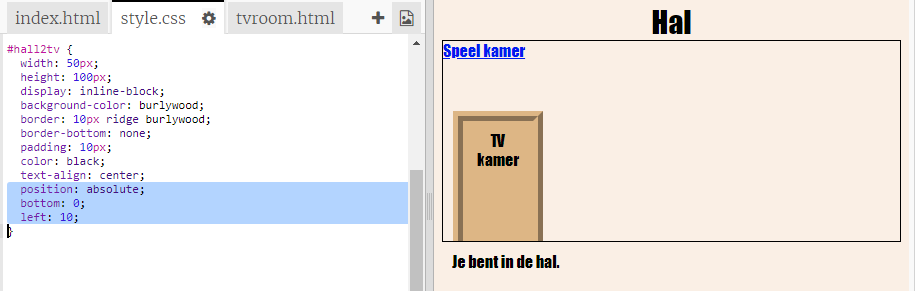 index.html style.css tvroom.html
#hall2tv {
width: 50px;
height: 100px;
display: inline-block;
background-color: burlywood;
border: 10px ridge burlywood;
border-bottom: none;
padding: 10px;
color: black;
text-align: center;
position: absolute;
bottom: 0;
left: 10;
}
Hal
Speel kamer
TV
kamer
Je bent in de hal.